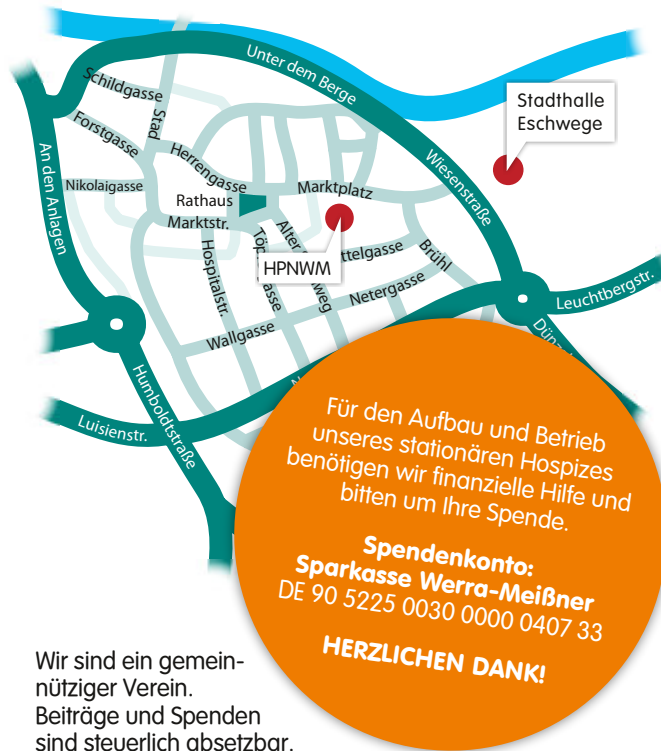 Unter dem Berge
Schildgasse
Stad
Stadthalle
Eschwege
Forstgasse
An den Anlagen
Herrengasse
Wiesenstraße
Nikolaigasse
Rathaus
Marktplatz
Marktstr.
Hospitalstr.
HPNWM
Brühl
Netergasse
Leuchtbergstr.
Wallgasse
Humboldtstraße
Luisienstr.
Für den Aufbau und Betrieb
unseres stationären Hospizes
benötigen wir finanzielle Hilfe und
bitten um Ihre Spende.
Spendenkonto:
Sparkasse Werra-Meißner
DE 90 5225 0030 0000 0407 33
HERZLICHEN DANK!
Wir sind ein gemein-
nütziger Verein.
Beiträge und Spenden
sind steuerlich absetzbar.